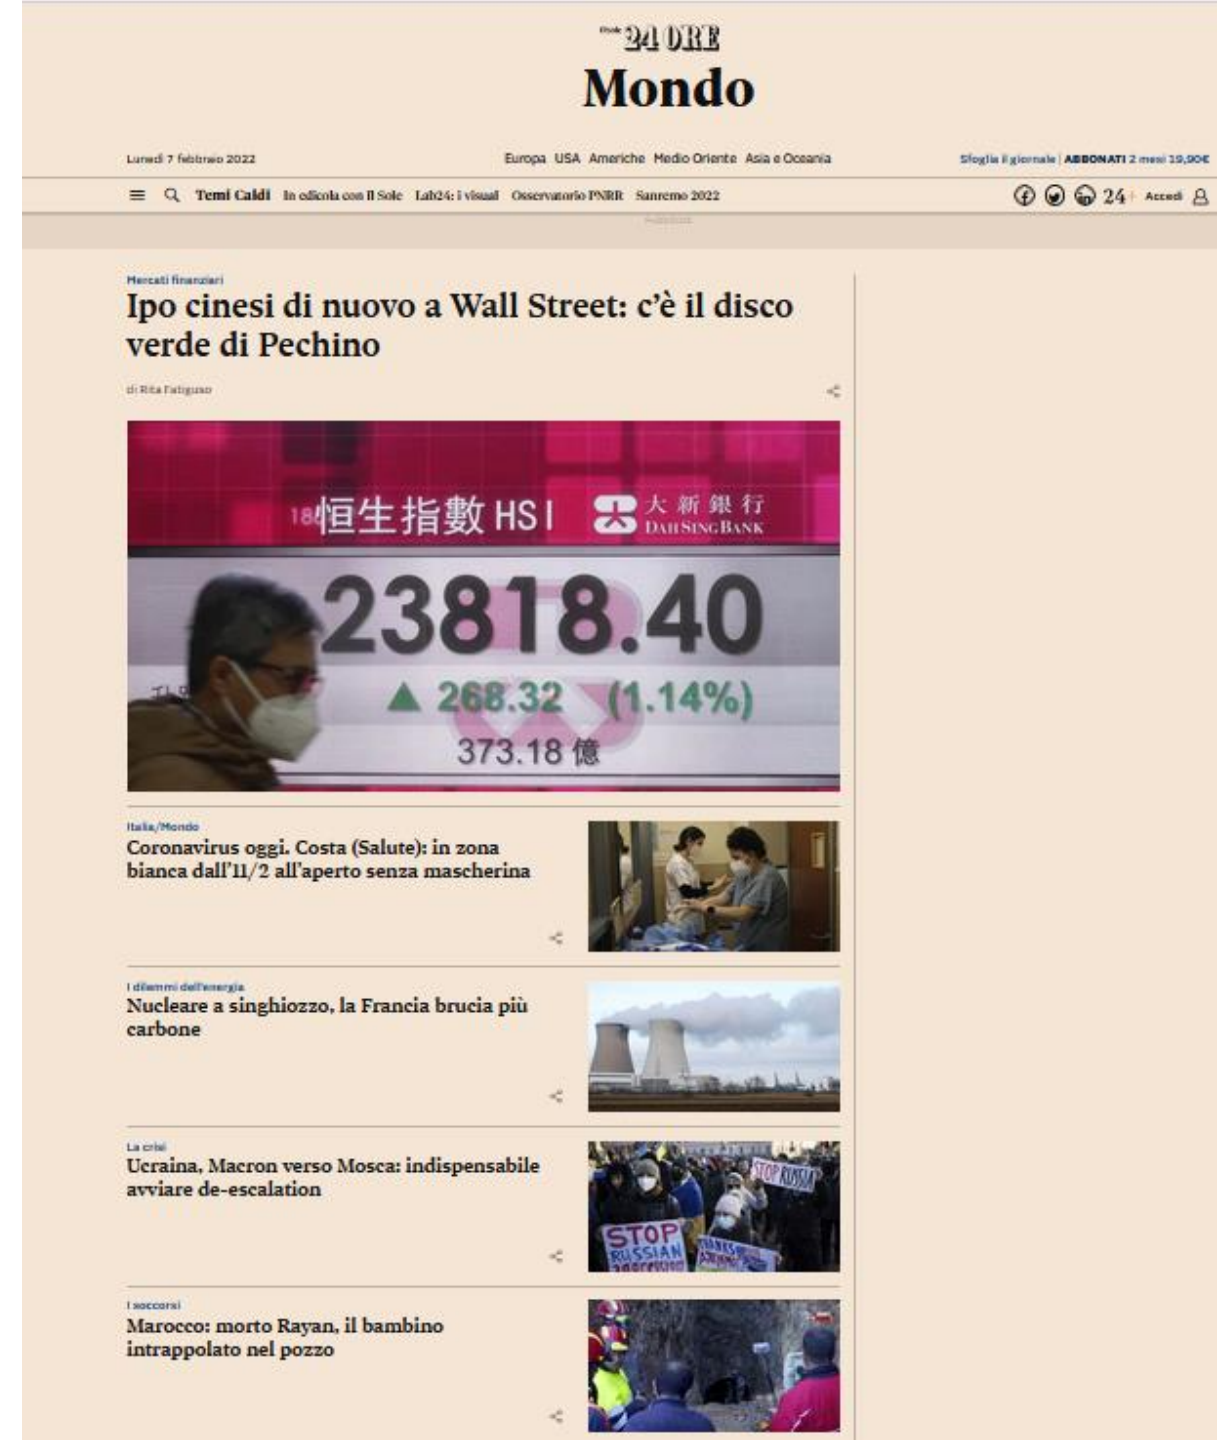 Il Sole 24 ORE
Mondo
Lunedì 7 febbraio 2022
Europa USA Americhe Medio Oriente Asia e Oceania
Sfoglia il giornale | ABBONATI 2 mesi 19,90€
Temi Caldi In edicola con Il Sole Lab24: i visual Osservatorio PNRR Sanremo 2022
24+ Accedi
Mercati finanziari
Ipo cinesi di nuovo a Wall Street: c'è il disco
verde di Pechino
di Rita Fatiguso
恒生指數 HSI
大新銀行
DAH SING BANK
23818.40
▲ 268.32 (1.14%)
373.18 億
Italia/Mondo
Coronavirus oggi. Costa (Salute): in zona
bianca dall'11/2 all'aperto senza mascherina
I dilemmi dell'energia
Nucleare a singhiozzo, la Francia brucia più
carbone
La crisi
Ucraina, Macron verso Mosca: indispensabile
avviare de-escalation
STOP RUSSIA
STOP
RUSSIAN
AGGRESSION
I soccorsi
Marocco: morto Rayan, il bambino
intrappolato nel pozzo